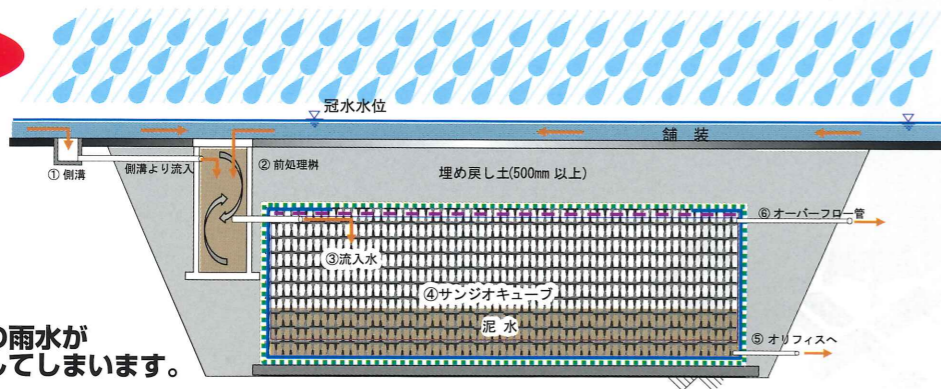 冠水水位
舗 装
① 側溝
側溝より流入
② 前処理桝
埋め戻し土(500mm 以上)
⑥ オーバーフロー管
③流入水
④サンジオキューブ
泥 水
⑤ オリフィスへ
の雨水が
してしまいます。